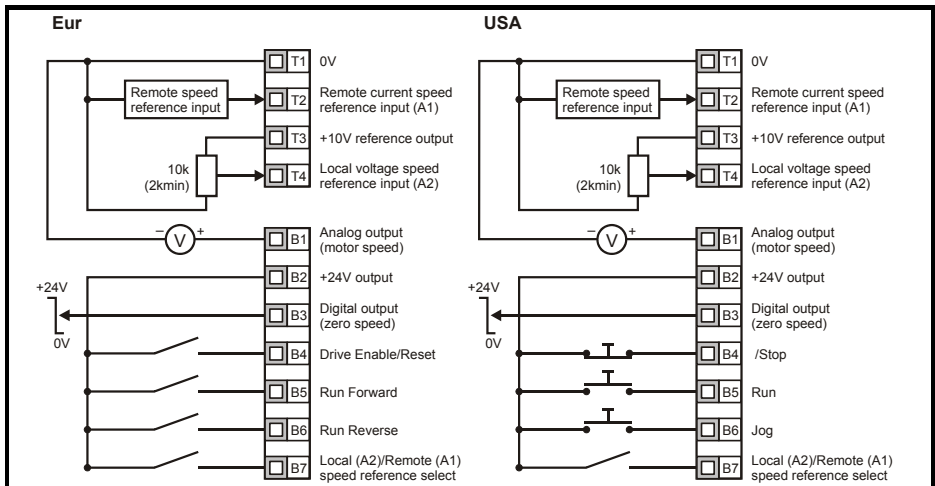 Eur
T1 0V
Remote speed
reference input
T2 Remote current speed
reference input (A1)
T3 +10V reference output
10k
(2kmin)
T4 Local voltage speed
reference input (A2)
− V +
B1 Analog output
(motor speed)
B2 +24V output
+24V
0V
B3 Digital output
(zero speed)
B4 Drive Enable/Reset
B5 Run Forward
B6 Run Reverse
B7 Local (A2)/Remote (A1)
speed reference select
USA
T1 0V
Remote speed
reference input
T2 Remote current speed
reference input (A1)
T3 +10V reference output
10k
(2kmin)
T4 Local voltage speed
reference input (A2)
− V +
B1 Analog output
(motor speed)
B2 +24V output
+24V
0V
B3 Digital output
(zero speed)
B4 /Stop
B5 Run
B6 Jog
B7 Local (A2)/Remote (A1)
speed reference select